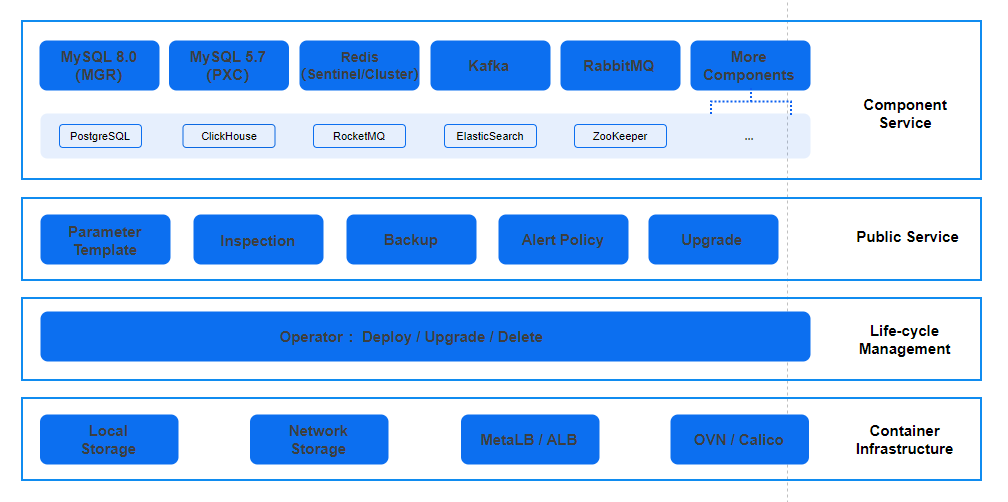 MySQL 8.0
(MGR)
MySQL 5.7
(PXC)
Redis
(Sentinel/Cluster)
Kafka
RabbitMQ
More
Components
Component
Service
PostgreSQL
ClickHouse
RocketMQ
ElasticSearch
ZooKeeper
...
Parameter
Template
Inspection
Backup
Alert Policy
Upgrade
Public Service
Operator： Deploy / Upgrade / Delete
Life-cycle
Management
Local
Storage
Network
Storage
MetaLB / ALB
OVN / Calico
Container
Infrastructure